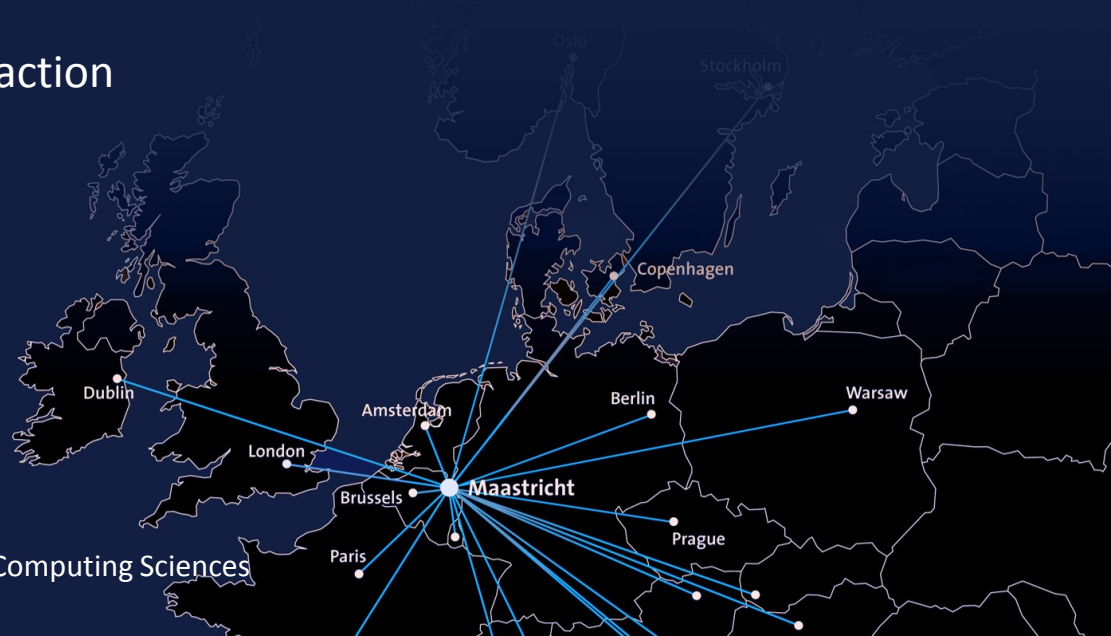 Oslo
Stockholm
action
Copenhagen
Dublin
Berlin
Warsaw
Amsterdam
London
Brussels
Maastricht
Prague
Paris
Computing Sciences